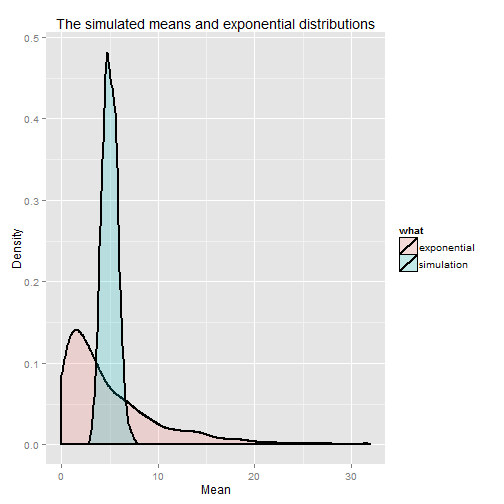 The simulated means and exponential distributions
0.5
0.4
0.3
0.2
0.1
0.0
Density
0
10
20
30
Mean
what
exponential
simulation